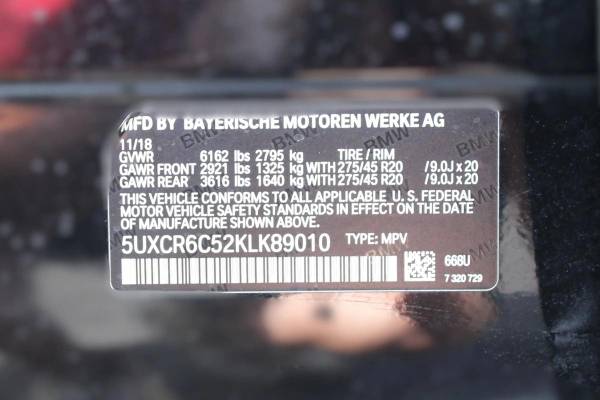 MFD BY BAYERISCHE MOTOREN WERKE AG
11/18
GVWR 6162 lbs 2795 kg TIRE / RIM
GAWR FRONT 2921 lbs 1325 kg WITH 275/45 R20 /9.0J x 20
GAWR REAR 3616 lbs 1640 kg WITH 275/45 R20 /9.0J x 20
THIS VEHICLE CONFORMS TO ALL APPLICABLE U. S. FEDERAL
MOTOR VEHICLE SAFETY STANDARDS IN EFFECT ON THE DATE
OF MANUFACTURE SHOWN ABOVE.
5UXCR6C52KLK89010 TYPE: MPV
668U
7 320 729